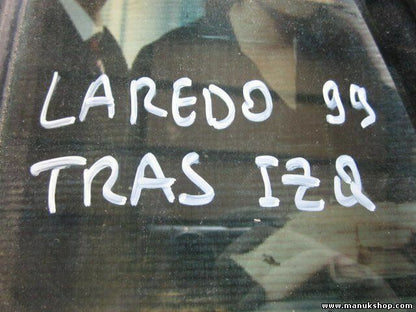 LAREDO 99
TRAS IZQ
www.manukshop.com